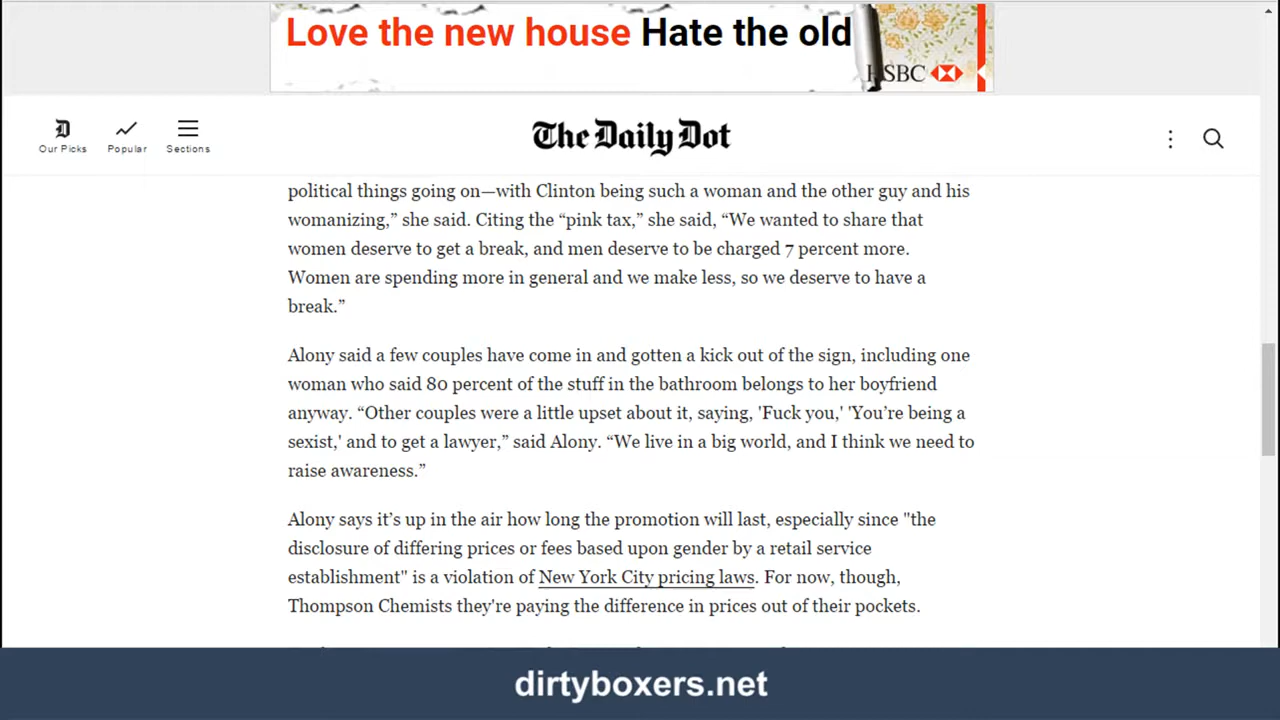 Love the new house Hate the old
HSBC
Our Picks
Popular
Sections
The Daily Dot
political things going on—with Clinton being such a woman and the other guy and his
womanizing,” she said. Citing the “pink tax,” she said, “We wanted to share that
women deserve to get a break, and men deserve to be charged 7 percent more.
Women are spending more in general and we make less, so we deserve to have a
break.”
Alony said a few couples have come in and gotten a kick out of the sign, including one
woman who said 80 percent of the stuff in the bathroom belongs to her boyfriend
anyway. “Other couples were a little upset about it, saying, 'Fuck you,' 'You’re being a
sexist,' and to get a lawyer,” said Alony. “We live in a big world, and I think we need to
raise awareness.”
Alony says it’s up in the air how long the promotion will last, especially since "the
disclosure of differing prices or fees based upon gender by a retail service
establishment" is a violation of New York City pricing laws. For now, though,
Thompson Chemists they're paying the difference in prices out of their pockets.
dirtyboxers.net